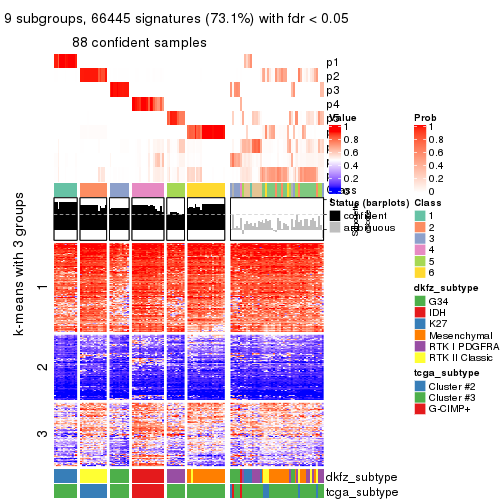 9 subgroups, 66445 signatures (73.1%) with fdr < 0.05
88 confident samples
p1
p2
p3
p4
Value
1
0.8
0.6
0.4
0.2
Prob
1
0.8
0.6
0.4
0.2
0
Class
Status (barplots)
confident
ambiguous
Class
1
2
3
4
5
6
dkfz_subtype
G34
IDH
K27
Mesenchymal
RTK I PDGFRA
RTK II Classic
tcga_subtype
Cluster #2
Cluster #3
G-CIMP+
k-means with 3 groups
1
2
3
dkfz_subtype
tcga_subtype